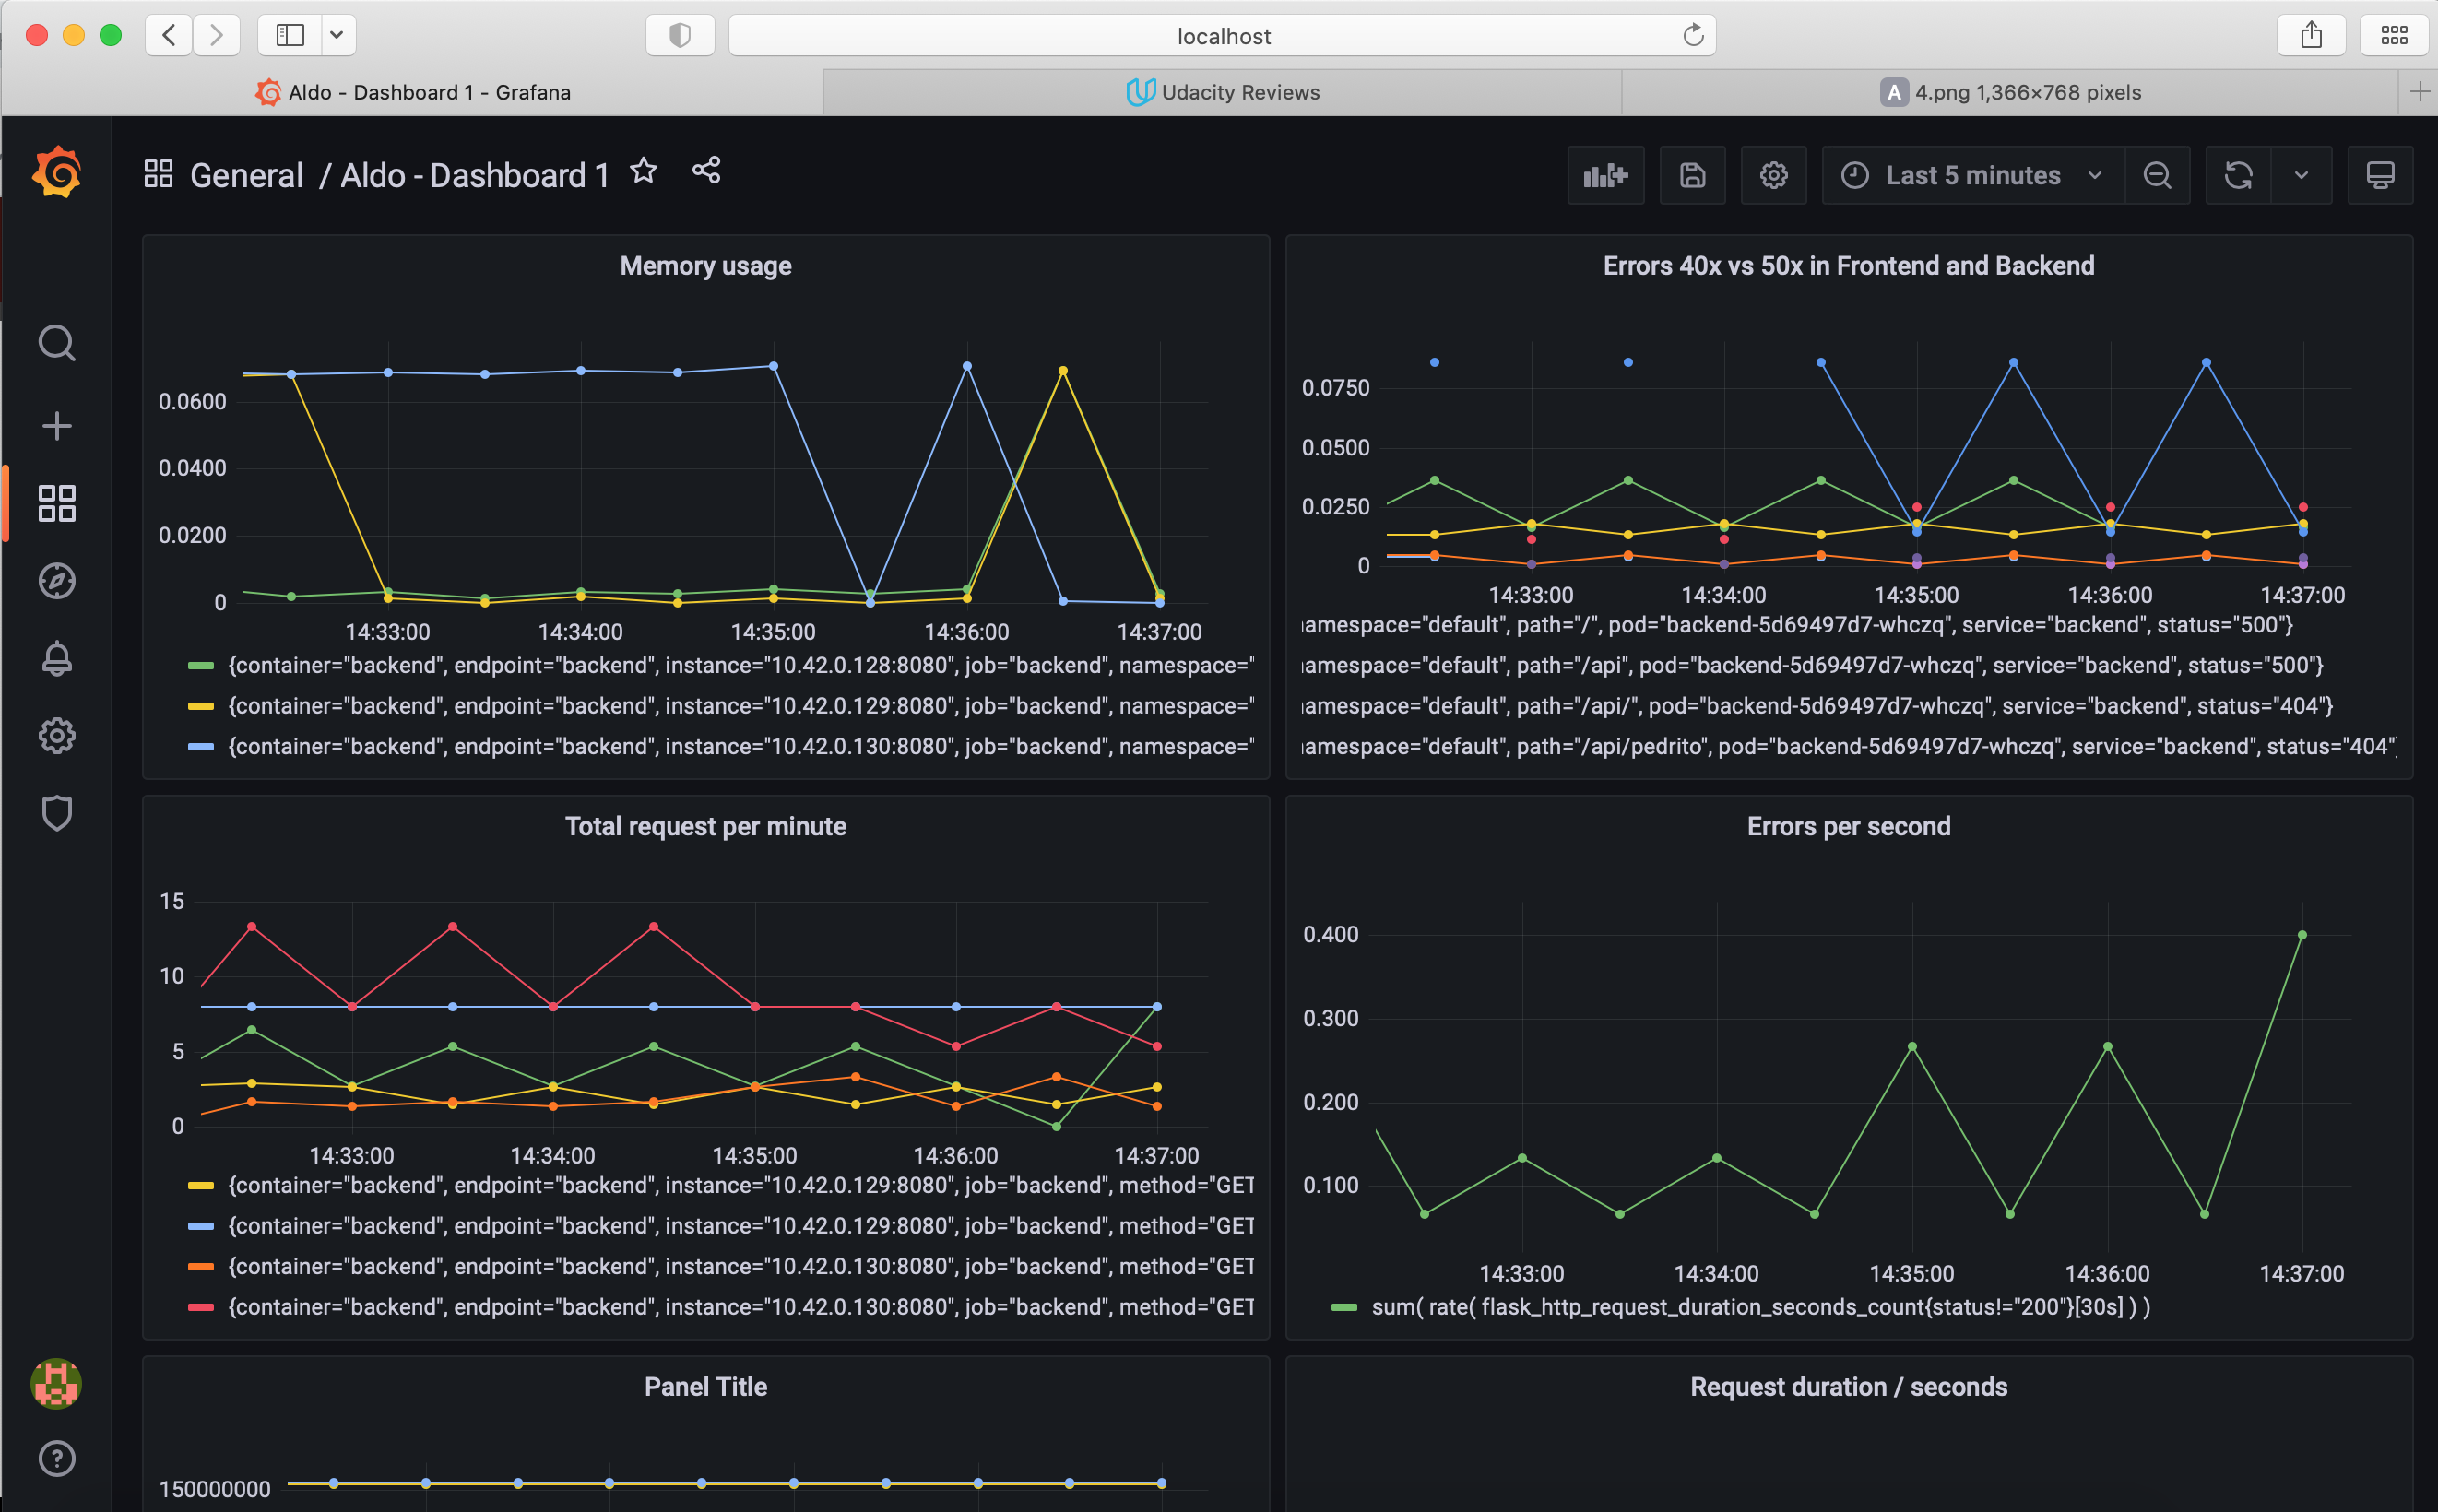 localhost
Aldo - Dashboard 1 - Grafana
Udacity Reviews
A 4.png 1,366×768 pixels
General / Aldo - Dashboard 1
Last 5 minutes
Memory usage
0.0600
0.0400
0.0200
0
14:33:00 14:34:00 14:35:00 14:36:00 14:37:00
{container="backend", endpoint="backend", instance="10.42.0.128:8080", job="backend", namespace="
{container="backend", endpoint="backend", instance="10.42.0.129:8080", job="backend", namespace="
{container="backend", endpoint="backend", instance="10.42.0.130:8080", job="backend", namespace="
Errors 40x vs 50x in Frontend and Backend
0.0750
0.0500
0.0250
0
14:33:00 14:34:00 14:35:00 14:36:00 14:37:00
amespace="default", path="/", pod="backend-5d69497d7-whczq", service="backend", status="500"}
amespace="default", path="/api", pod="backend-5d69497d7-whczq", service="backend", status="500"}
amespace="default", path="/api/", pod="backend-5d69497d7-whczq", service="backend", status="404"}
amespace="default", path="/api/pedrito", pod="backend-5d69497d7-whczq", service="backend", status="404"}
Total request per minute
15
10
5
0
14:33:00 14:34:00 14:35:00 14:36:00 14:37:00
{container="backend", endpoint="backend", instance="10.42.0.129:8080", job="backend", method="GET
{container="backend", endpoint="backend", instance="10.42.0.129:8080", job="backend", method="GET
{container="backend", endpoint="backend", instance="10.42.0.130:8080", job="backend", method="GET
{container="backend", endpoint="backend", instance="10.42.0.130:8080", job="backend", method="GET
Errors per second
0.400
0.300
0.200
0.100
14:33:00 14:34:00 14:35:00 14:36:00 14:37:00
sum( rate( flask_http_request_duration_seconds_count{status!="200"}[30s] ) )
Panel Title
150000000
Request duration / seconds